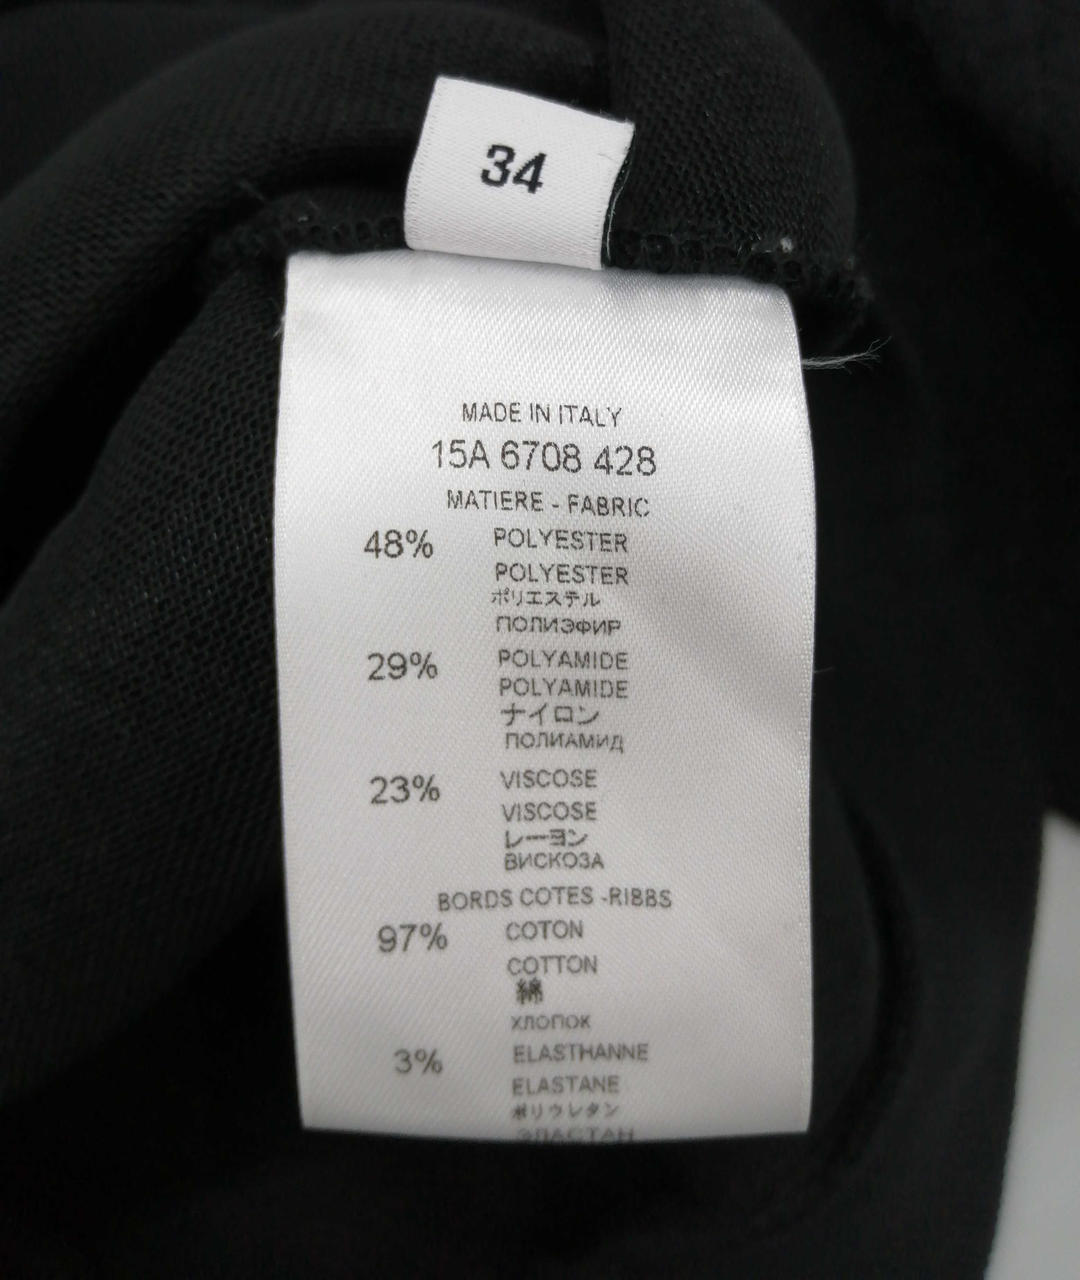 34
MADE IN ITALY
15A 6708 428
MATIERE - FABRIC
48% POLYESTER
POLYESTER
ポリエステル
ПОЛИЭФИР
29% POLYAMIDE
POLYAMIDE
ナイロン
ПОЛИАМИД
23% VISCOSE
VISCOSE
レーヨン
ВИСКОЗА
BORDS COTES -RIBBS
97% COTON
COTTON
綿
ХЛОПОК
3% ELASTHANNE
ELASTANE
ポリウレタン
ЭЛАСТАН